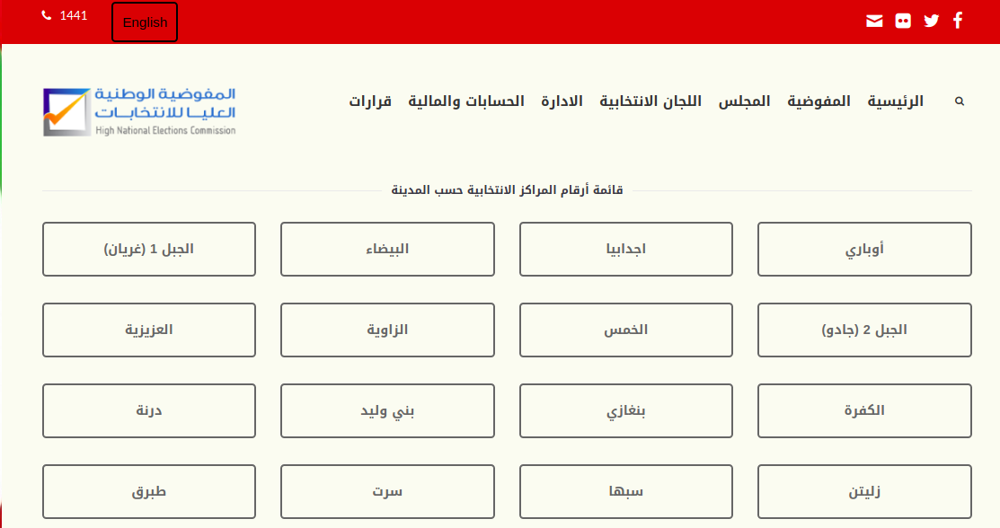 1441
English
المفوضية الوطنية
العليا للانتخابات
High National Elections Commission
الرئيسية المفوضية المجلس اللجان الانتخابية الادارة الحسابات والمالية قرارات
قائمة أرقام المراكز الانتخابية حسب المدينة
أوباري
اجدابيا
البيضاء
الجبل 1 (غريان)
الجبل 2 (جادو)
الخمس
الزاوية
العزيزية
الكفرة
بنغازي
بني وليد
درنة
زليتن
سبها
سرت
طبرق